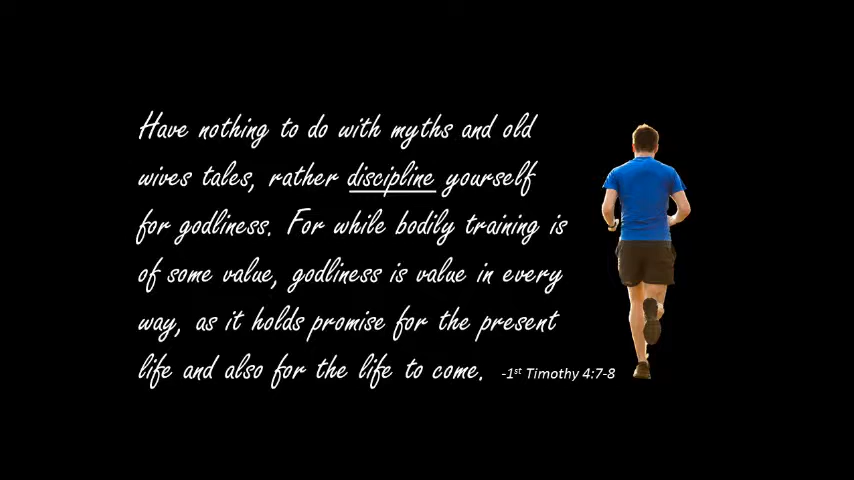 Have nothing to do with myths and old
wives tales, rather discipline yourself
for godliness. For while bodily training is
of some value, godliness is value in every
way, as it holds promise for the present
life and also for the life to come. -1st Timothy 4:7-8